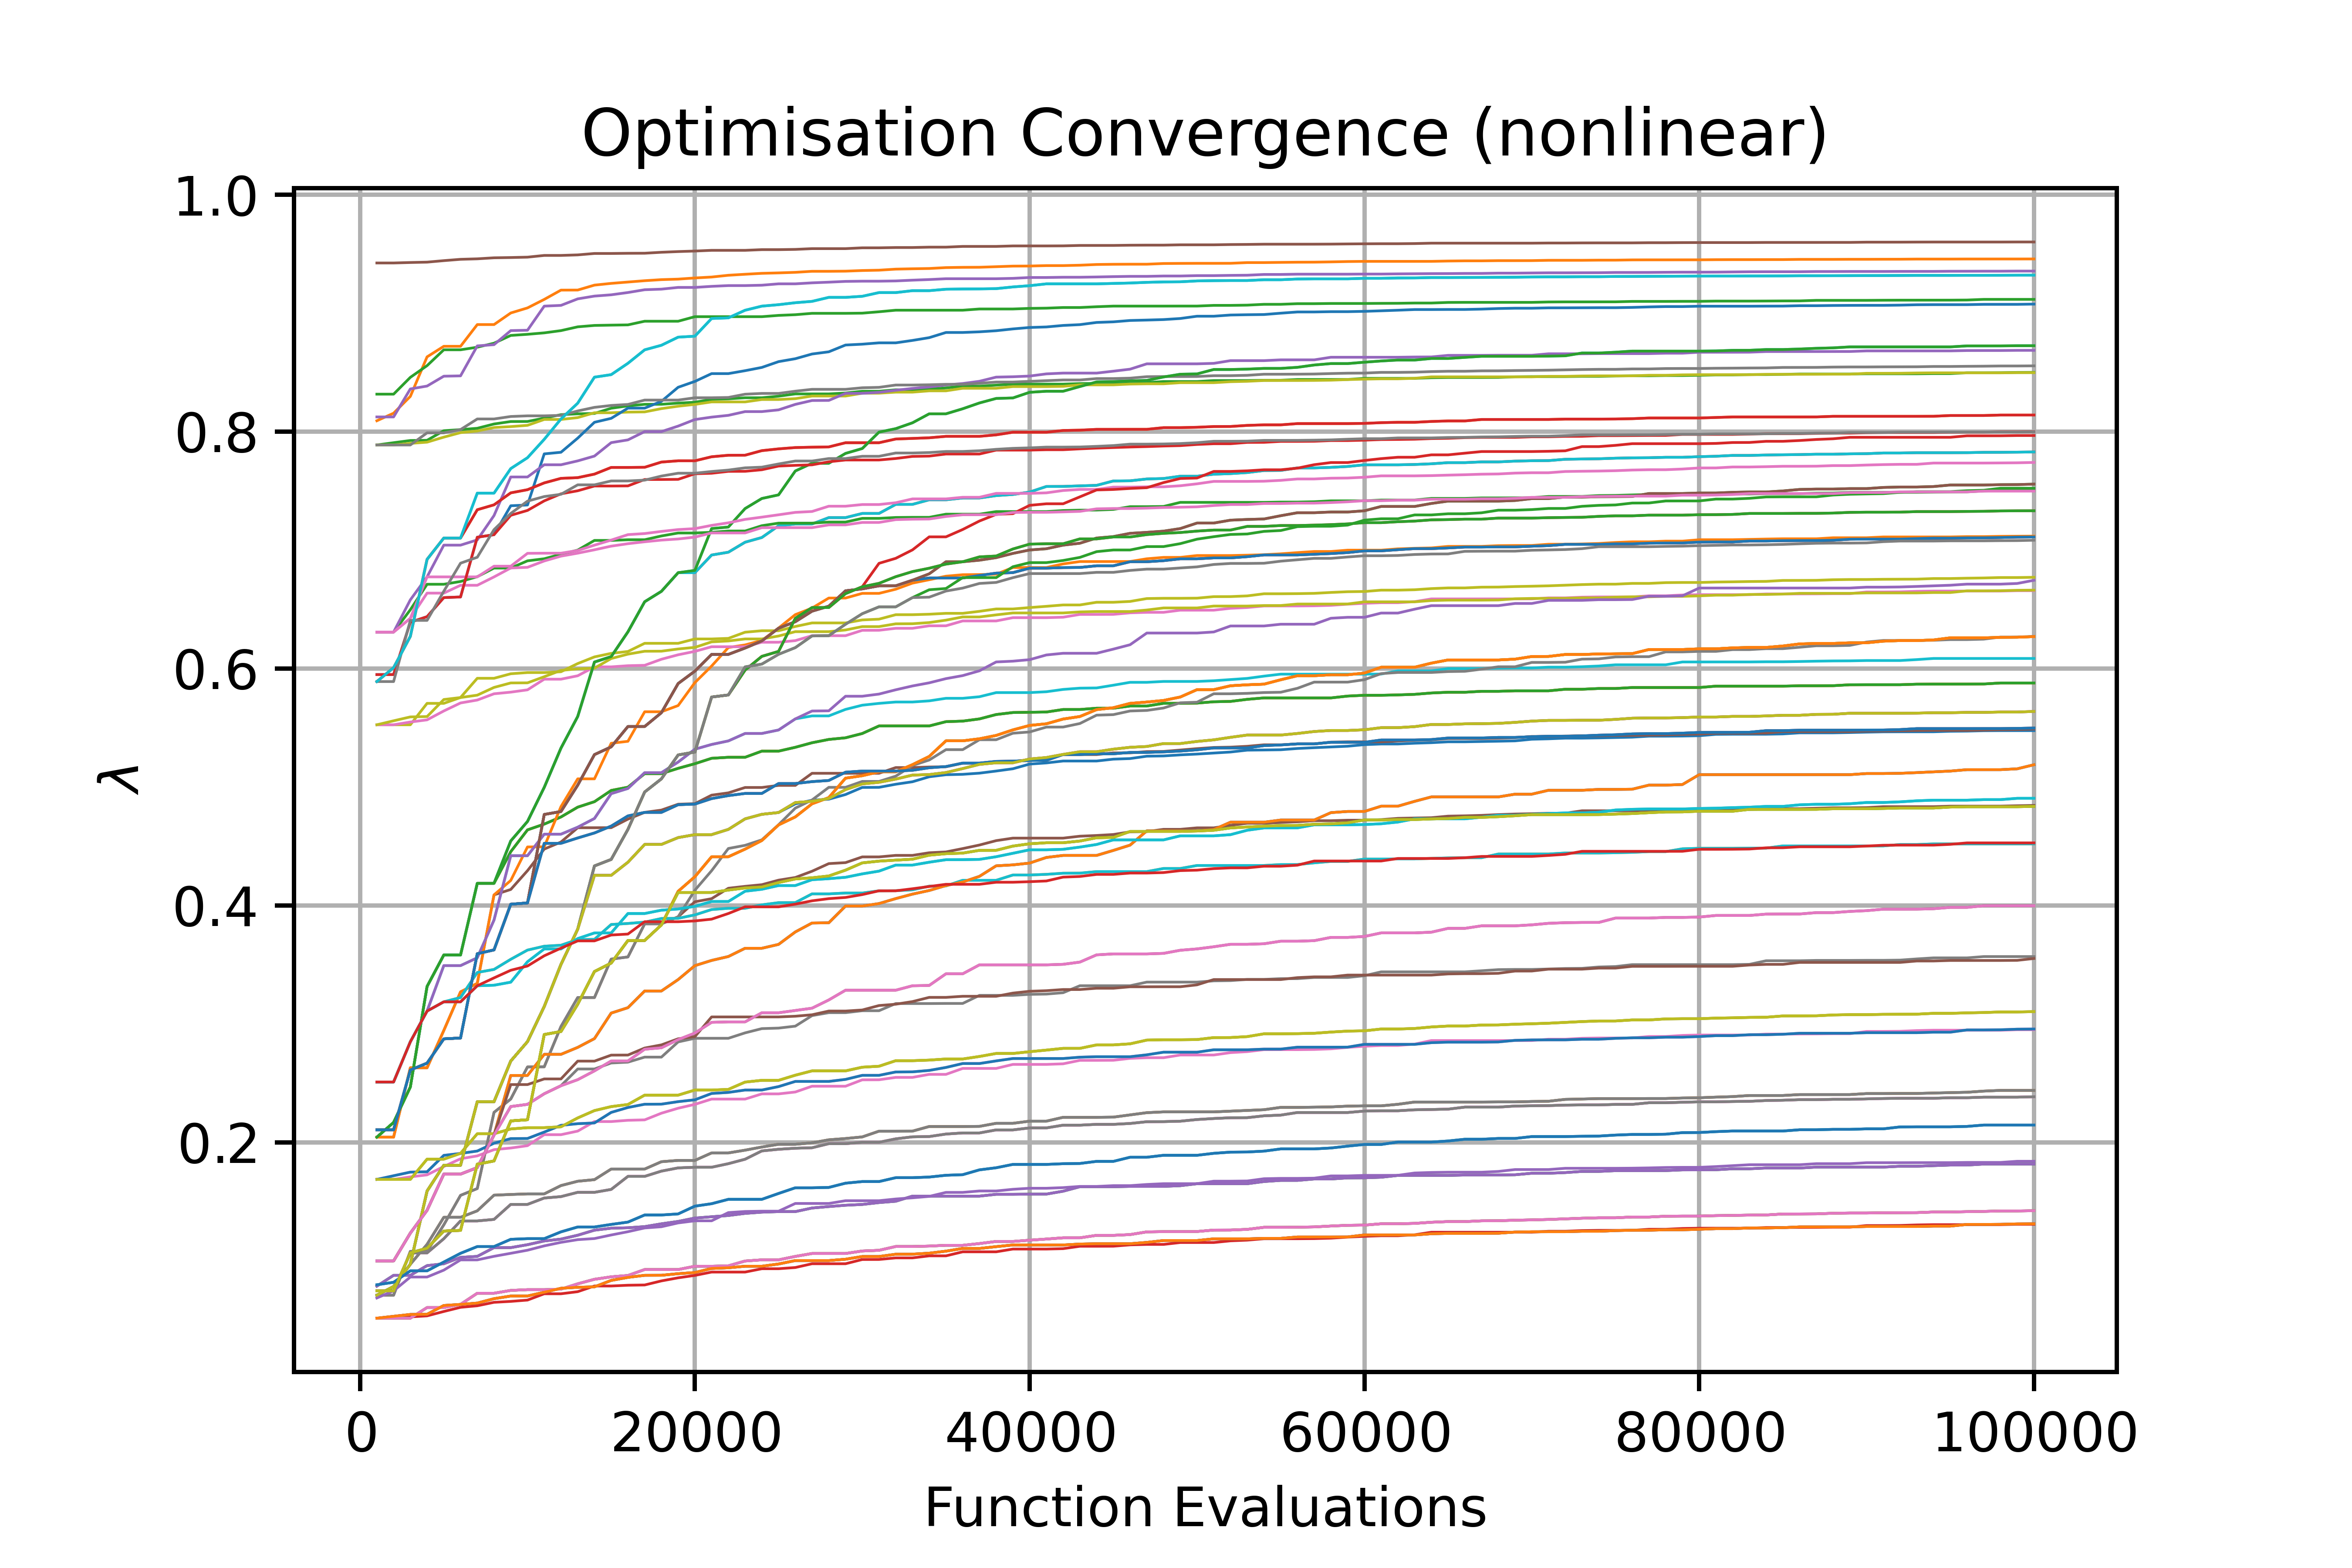 Optimisation Convergence (nonlinear)
1.0
0.8
0.6
0.4
0.2
λ
0 20000 40000 60000 80000 100000
Function Evaluations